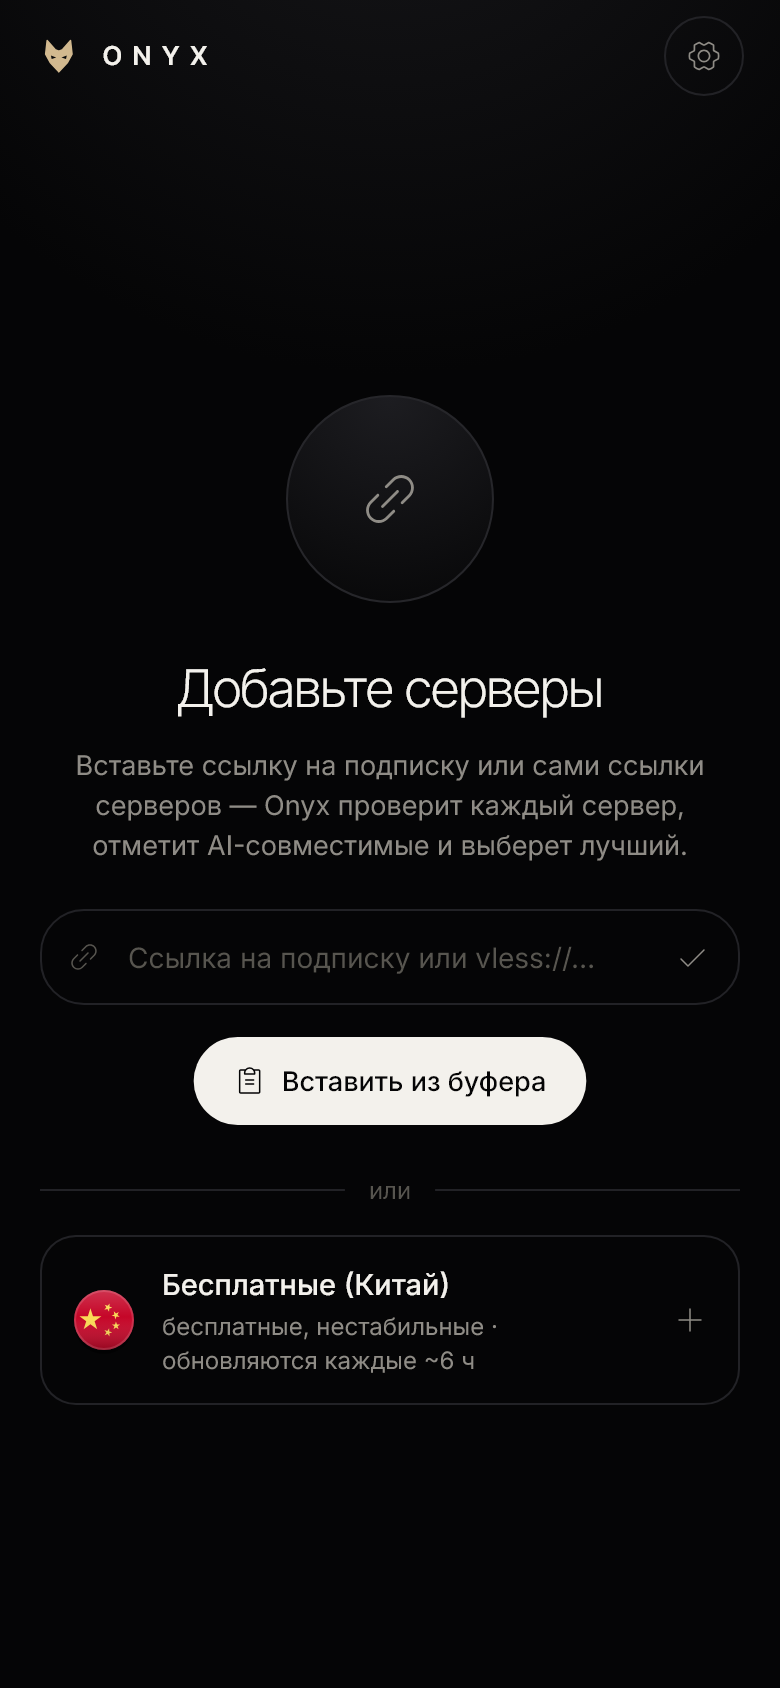 ONYX
Добавьте серверы
Вставьте ссылку на подписку или сами ссылки
серверов — Onyx проверит каждый сервер,
отметит AI-совместимые и выберет лучший.
Ссылка на подписку или vless://...
Вставить из буфера
или
Бесплатные (Китай)
бесплатные, нестабильные ·
обновляются каждые ~6 ч